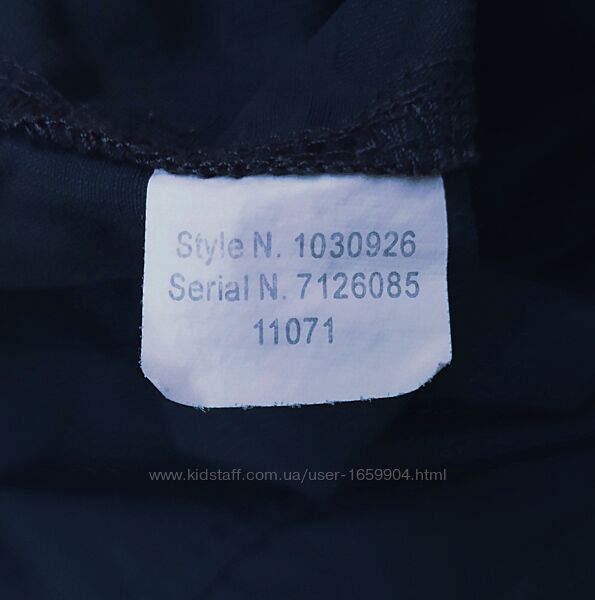 Style N. 1030926
Serial N. 7126085
11071
www.kidstaff.com.ua/user-1659904.html